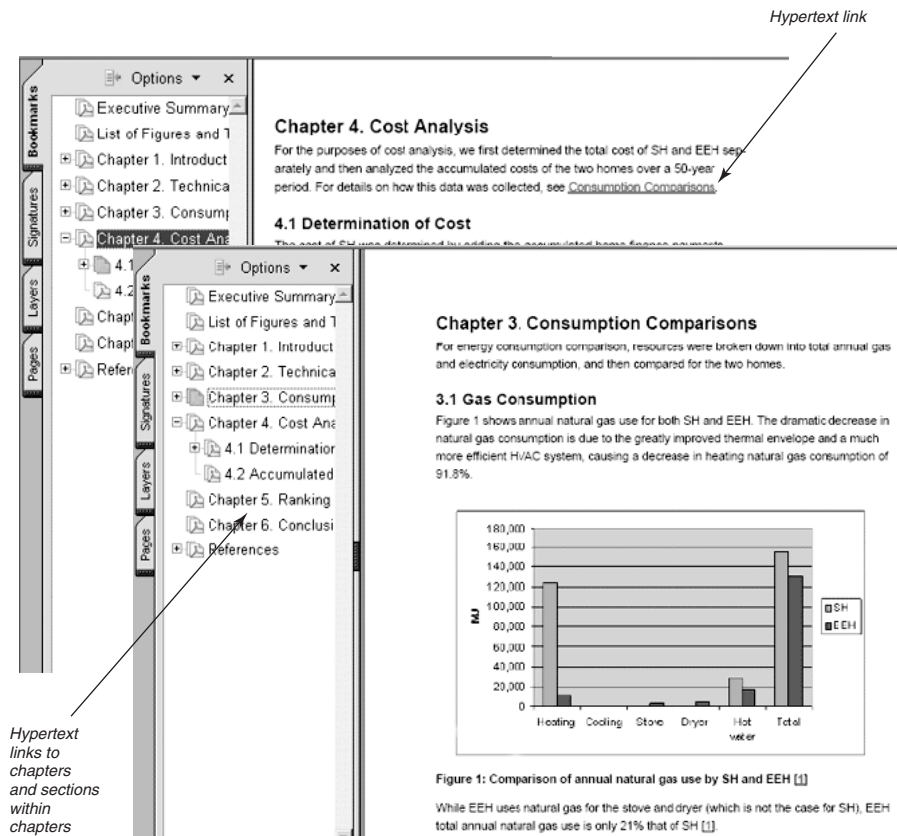 Hypertext link
Options
Bookmarks
Signatures
Layers
Pages
Executive Summary
List of Figures and T
Chapter 1. Introduct
Chapter 2. Technica
Chapter 3. Consump
Chapter 4. Cost Ana
4.1
4.2
Chapt
Chapt
Refer
Chapter 4. Cost Analysis
For the purposes of cost analysis, we first determined the total cost of SH and EEH sep-
arately and then analyzed the accumulated costs of the two homes over a 50-year
period. For details on how this data was collected, see Consumption Comparisons.
4.1 Determination of Cost
The cost of SH was determined by adding the accumulated home finance payments
Options
Bookmarks
Signatures
Layers
Pages
Executive Summary
List of Figures and T
Chapter 1. Introduct
Chapter 2. Technica
Chapter 3. Consump
Chapter 4. Cost Ana
4.1 Determination
4.2 Accumulated
Chapter 5. Ranking
Chapter 6. Conclusi
References
Chapter 3. Consumption Comparisons
For energy consumption comparison, resources were broken down into total annual gas
and electricity consumption, and then compared for the two homes.
3.1 Gas Consumption
Figure 1 shows annual natural gas use for both SH and EEH. The dramatic decrease in
natural gas consumption is due to the greatly improved thermal envelope and a much
more efficient HVAC system, causing a decrease in heating natural gas consumption of
91.8%.
180,000
160,000
140,000
120,000
100,000
80,000
60,000
40,000
20,000
0
MJ
Heating Cooling Stove Dryer Hot water Total
SH
EEH
Figure 1: Comparison of annual natural gas use by SH and EEH [1]
While EEH uses natural gas for the stove and dryer (which is not the case for SH), EEH
total annual natural gas use is only 21% that of SH [1].
Hypertext
links to
chapters
and sections
within
chapters